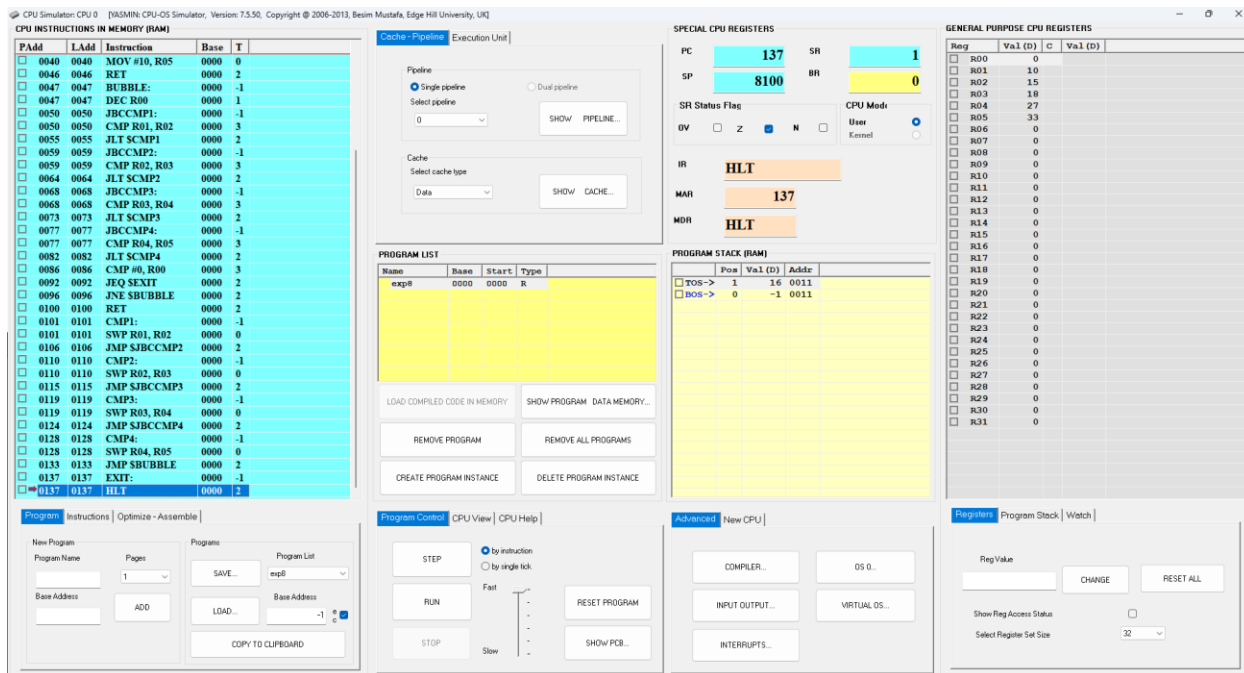 CPU Simulator: CPU 0 [YASMIN: CPU-OS Simulator, Version: 7.5.50, Copyright @ 2006-2013, Besim Mustafa, Edge Hill University, UK]
CPU INSTRUCTIONS IN MEMORY (RAM)
PAdd LAdd Instruction Base T
0040 0040 MOV #10, R05 0000 0
0046 0046 RET 0000 2
0047 0047 BUBBLE: 0000 -1
0047 0047 DEC R00 0000 1
0050 0050 JBCCMP1: 0000 -1
0050 0050 CMP R01, R02 0000 3
0055 0055 JLT $CMP1 0000 2
0059 0059 JBCCMP2: 0000 -1
0059 0059 CMP R02, R03 0000 3
0064 0064 JLT $CMP2 0000 2
0068 0068 JBCCMP3: 0000 -1
0068 0068 CMP R03, R04 0000 3
0073 0073 JLT $CMP3 0000 2
0077 0077 JBCCMP4: 0000 -1
0077 0077 CMP R04, R05 0000 3
0082 0082 JLT $CMP4 0000 2
0086 0086 CMP #0, R00 0000 3
0092 0092 JEQ $EXIT 0000 2
0096 0096 JNE $BUBBLE 0000 2
0100 0100 RET 0000 2
0101 0101 CMP1: 0000 -1
0101 0101 SWP R01, R02 0000 0
0106 0106 JMP $JBCCMP2 0000 2
0110 0110 CMP2: 0000 -1
0110 0110 SWP R02, R03 0000 0
0115 0115 JMP $JBCCMP3 0000 2
0119 0119 CMP3: 0000 -1
0119 0119 SWP R03, R04 0000 0
0124 0124 JMP $JBCCMP4 0000 2
0128 0128 CMP4: 0000 -1
0128 0128 SWP R04, R05 0000 0
0133 0133 JMP $BUBBLE 0000 2
0137 0137 EXIT: 0000 -1
0137 0137 HLT 0000 2
Program Instructions Optimize - Assemble
New Program
Program Name Pages
1
Base Address
ADD
Programs
Program List
SAVE... exp8
Base Address
LOAD... -1 e c
COPY TO CLIPBOARD
Cache - Pipeline Execution Unit
Pipeline
Single pipeline Dual pipeline
Select pipeline
0 SHOW PIPELINE...
Cache
Select cache type
Data SHOW CACHE...
PROGRAM LIST
Name Base Start Type
exp8 0000 0000 R
LOAD COMPILED CODE IN MEMORY SHOW PROGRAM DATA MEMORY...
REMOVE PROGRAM REMOVE ALL PROGRAMS
CREATE PROGRAM INSTANCE DELETE PROGRAM INSTANCE
Program Control CPU View CPU Help
STEP by instruction
by single tick.
RUN Fast RESET PROGRAM
STOP Slow SHOW PCB...
SPECIAL CPU REGISTERS
PC 137 SR 1
SP 8100 BR 0
SR Status Flag CPU Mode
OV Z N User
Kernel
IR HLT
MAR 137
MDR HLT
PROGRAM STACK (RAM)
Pos Val (D) Addr
TOS-> 1 16 0011
BOS-> 0 -1 0011
Advanced New CPU
COMPILER... OS 0...
INPUT OUTPUT... VIRTUAL OS...
INTERRUPTS...
GENERAL PURPOSE CPU REGISTERS
Reg Val (D) C Val (D)
R00 0
R01 10
R02 15
R03 18
R04 27
R05 33
R06 0
R07 0
R08 0
R09 0
R10 0
R11 0
R12 0
R13 0
R14 0
R15 0
R16 0
R17 0
R18 0
R19 0
R20 0
R21 0
R22 0
R23 0
R24 0
R25 0
R26 0
R27 0
R28 0
R29 0
R30 0
R31 0
Registers Program Stack Watch
Reg Value
CHANGE RESET ALL
Show Reg Access Status
Select Register Set Size 32